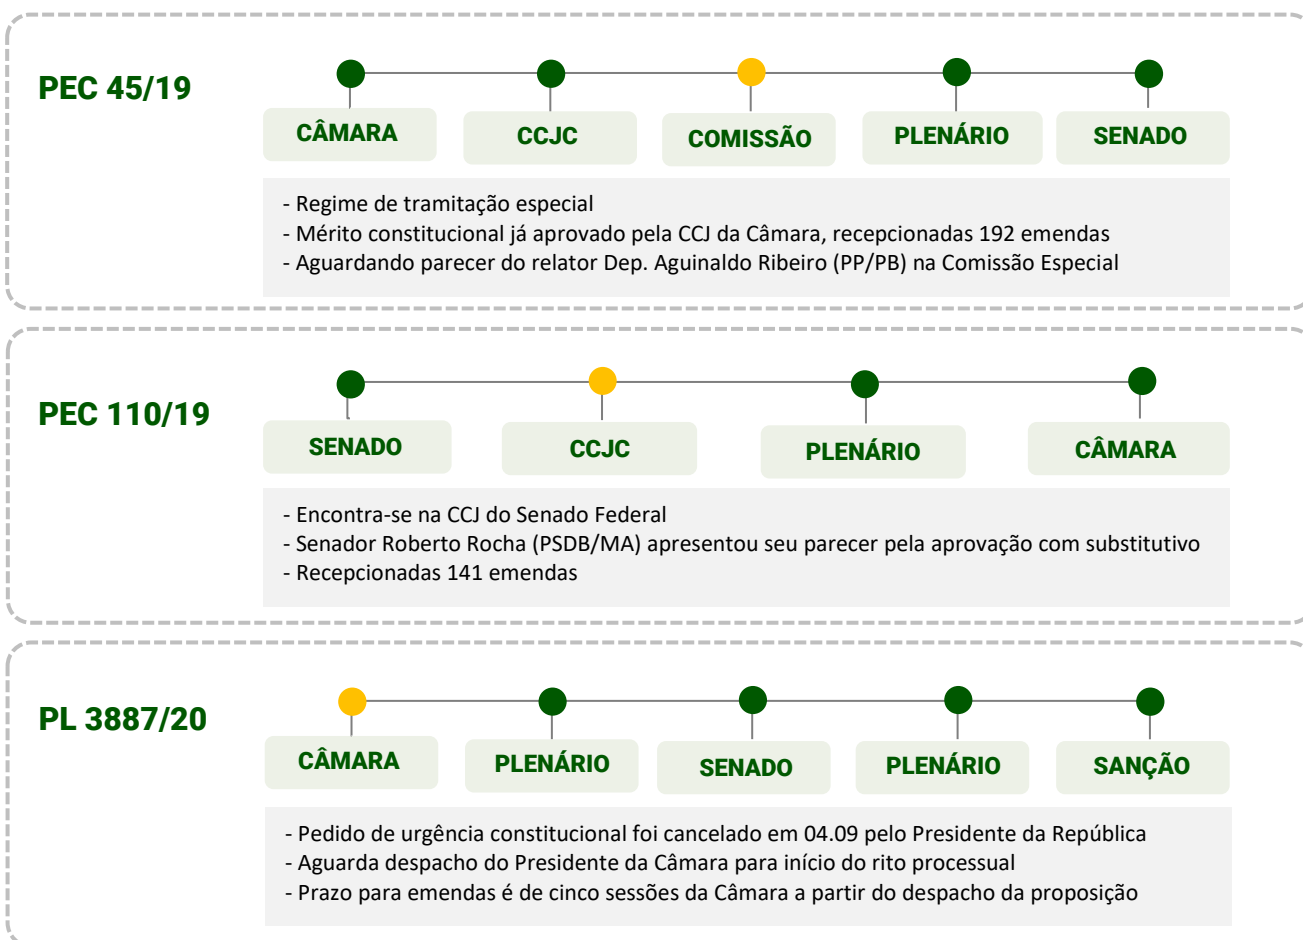 PEC 45/19
CÂMARA
CCJC
COMISSÃO
PLENÁRIO
SENADO
- Regime de tramitação especial
- Mérito constitucional já aprovado pela CCJ da Câmara, recepcionadas 192 emendas
- Aguardando parecer do relator Dep. Aguinaldo Ribeiro (PP/PB) na Comissão Especial
PEC 110/19
SENADO
CCJC
PLENÁRIO
CÂMARA
- Encontra-se na CCJ do Senado Federal
- Senador Roberto Rocha (PSDB/MA) apresentou seu parecer pela aprovação com substitutivo
- Recepcionadas 141 emendas
PL 3887/20
CÂMARA
PLENÁRIO
SENADO
PLENÁRIO
SANÇÃO
- Pedido de urgência constitucional foi cancelado em 04.09 pelo Presidente da República
- Aguarda despacho do Presidente da Câmara para início do rito processual
- Prazo para emendas é de cinco sessões da Câmara a partir do despacho da proposição